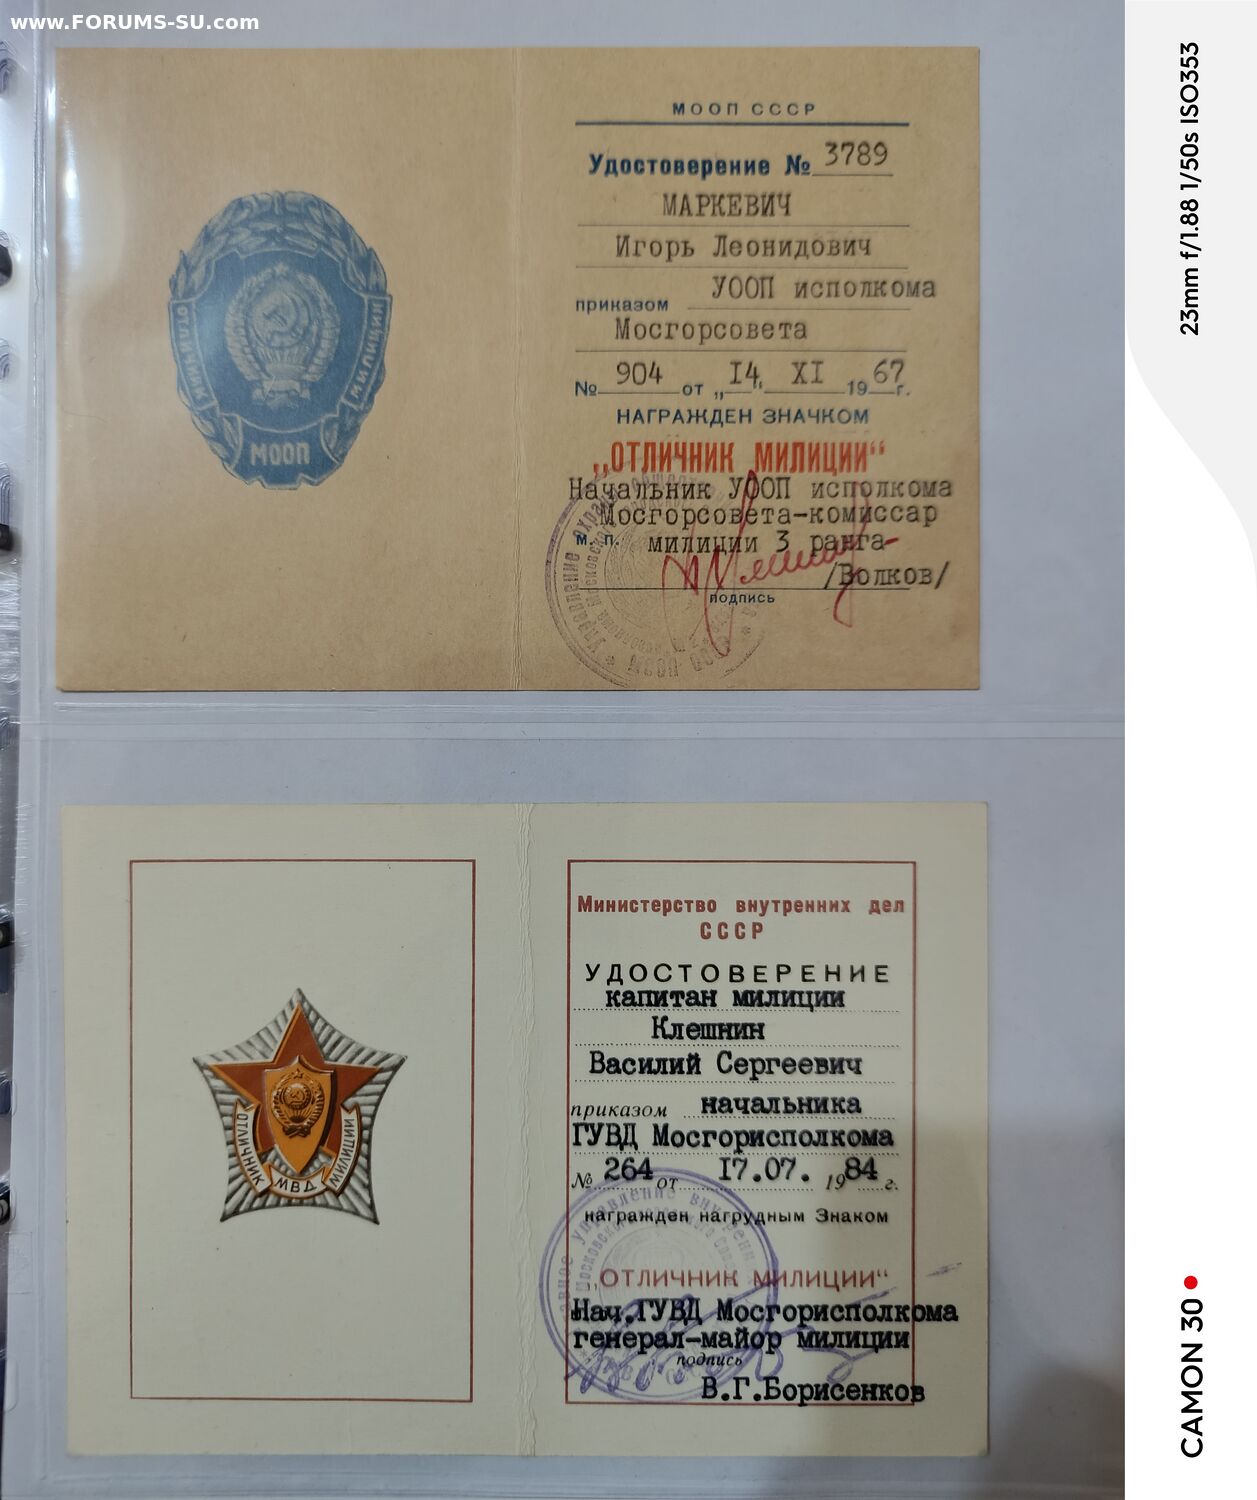 www.FORUMS-SU.com
МООП СССР
Удостоверение № 3789
МАРКЕВИЧ
Игорь Леонидович
приказом УООП исполкома
Мосгорсовета
№ 904 от „14“ XI 1967 г.
НАГРАЖДЕН ЗНАЧКОМ
„ОТЛИЧНИК МИЛИЦИИ“
Начальник УООП исполкома
Мосгорсовета-комиссар
м. п. милиции 3 ранга
/Волков/
подпись
ОТЛИЧНИК МИЛИЦИИ
МООП
Министерство внутренних дел
СССР
УДОСТОВЕРЕНИЕ
капитан милиции
Клешнин
Василий Сергеевич
приказом начальника
ГУВД Мосгорисполкома
№ 264 от 17.07. 1984 г.
награжден нагрудным Знаком
„ОТЛИЧНИК МИЛИЦИИ“
Нач.ГУВД Мосгорисполкома
генерал-майор милиции
подпись
В.Г.Борисенков
ОТЛИЧНИК МВД МИЛИЦИИ
23mm f/1.88 1/50s ISO353
CAMON 30